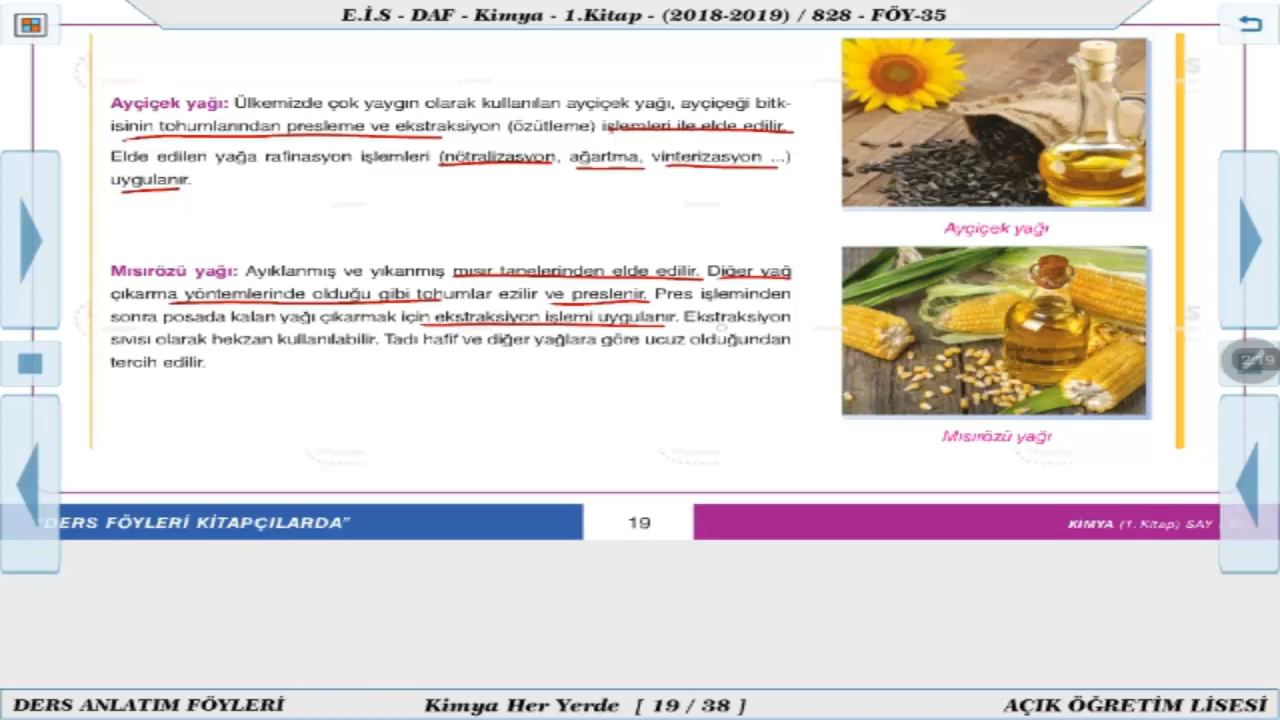 E.İ.S - DAF - Kimya - 1.Kitap - (2018-2019) / 828 - FÖY-35
Ayçiçek yağı: Ülkemizde çok yaygın olarak kullanılan ayçiçek yağı, ayçiçeği bitk-
isinin tohumlarından presleme ve ekstraksiyon (özütleme) işlemleri ile elde edilir.
Elde edilen yağa rafinasyon işlemleri (nötralizasyon, ağartma, vinterizasyon ...)
uygulanır.
Ayçiçek yağı
Mısırözü yağı: Ayıklanmış ve yıkanmış mısır tanelerinden elde edilir. Diğer yağ
çıkarma yöntemlerinde olduğu gibi tohumlar ezilir ve preslenir. Pres işleminden
sonra posada kalan yağı çıkarmak için ekstraksiyon işlemi uygulanır. Ekstraksiyon
sıvısı olarak hekzan kullanılabilir. Tadı hafif ve diğer yağlara göre ucuz olduğundan
tercih edilir.
Mısırözü yağı
"DERS FÖYLERİ KİTAPÇILARDA"
19
KİMYA (1. Kitap) SAY
DERS ANLATIM FÖYLERİ
Kimya Her Yerde [ 19 / 38 ]
AÇIK ÖĞRETİM LİSESİ